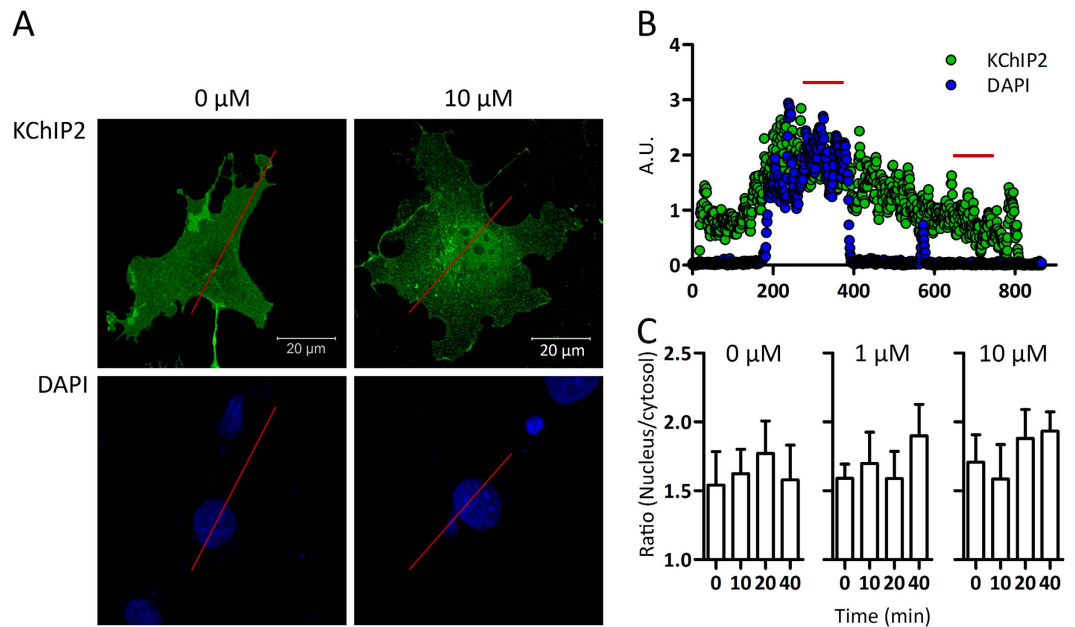 A
0 µM
10 µM
KChIP2
20 µm
20 µm
DAPI
B
4
3
2
1
0
A.U.
KChIP2
DAPI
0
200
400
600
800
C
Ratio (Nucleus/cytosol)
2.5
2.0
1.5
1.0
0 µM
1 µM
10 µM
0 10 20 40
0 10 20 40
0 10 20 40
Time (min)